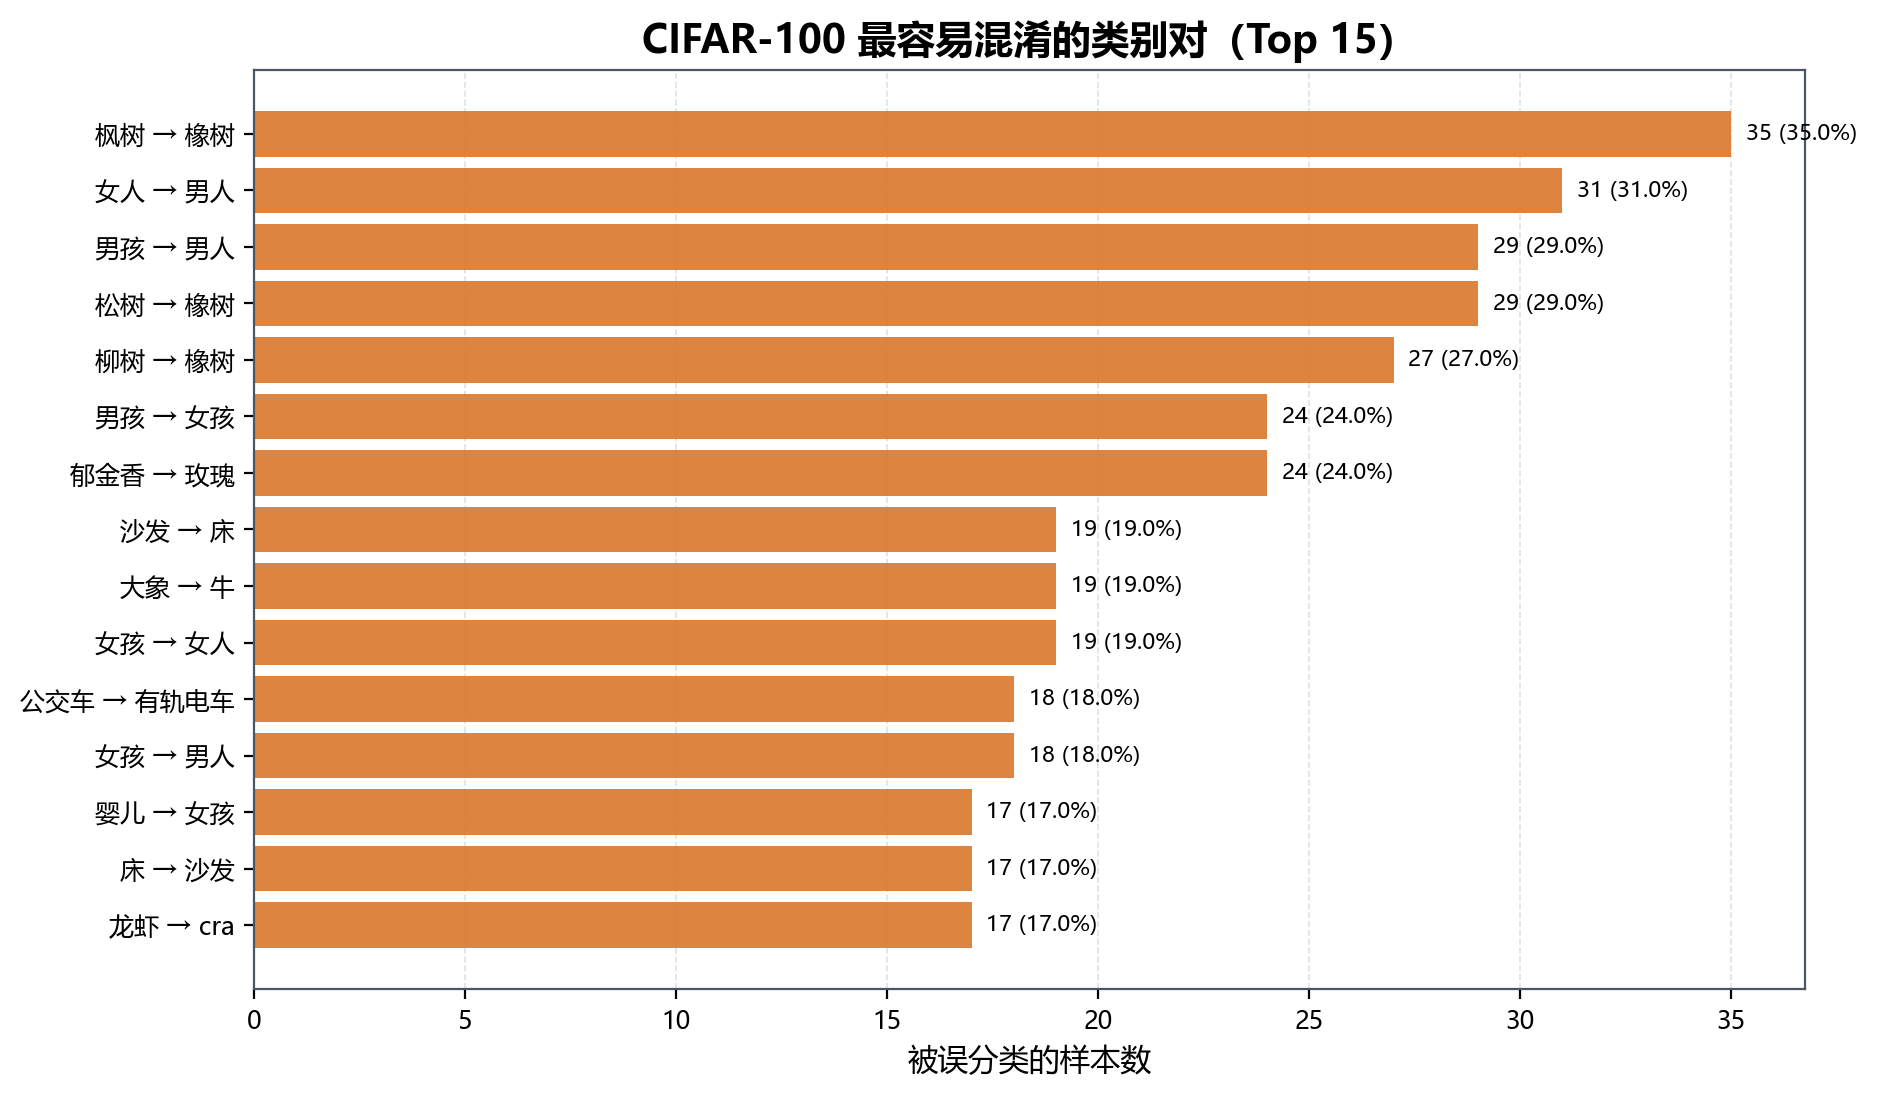 CIFAR-100 最容易混淆的类别对 (Top 15)
枫树 → 橡树 35 (35.0%)
女人 → 男人 31 (31.0%)
男孩 → 男人 29 (29.0%)
松树 → 橡树 29 (29.0%)
柳树 → 橡树 27 (27.0%)
男孩 → 女孩 24 (24.0%)
郁金香 → 玫瑰 24 (24.0%)
沙发 → 床 19 (19.0%)
大象 → 牛 19 (19.0%)
女孩 → 女人 19 (19.0%)
公交车 → 有轨电车 18 (18.0%)
女孩 → 男人 18 (18.0%)
婴儿 → 女孩 17 (17.0%)
床 → 沙发 17 (17.0%)
龙虾 → cra 17 (17.0%)
0 5 10 15 20 25 30 35
被误分类的样本数